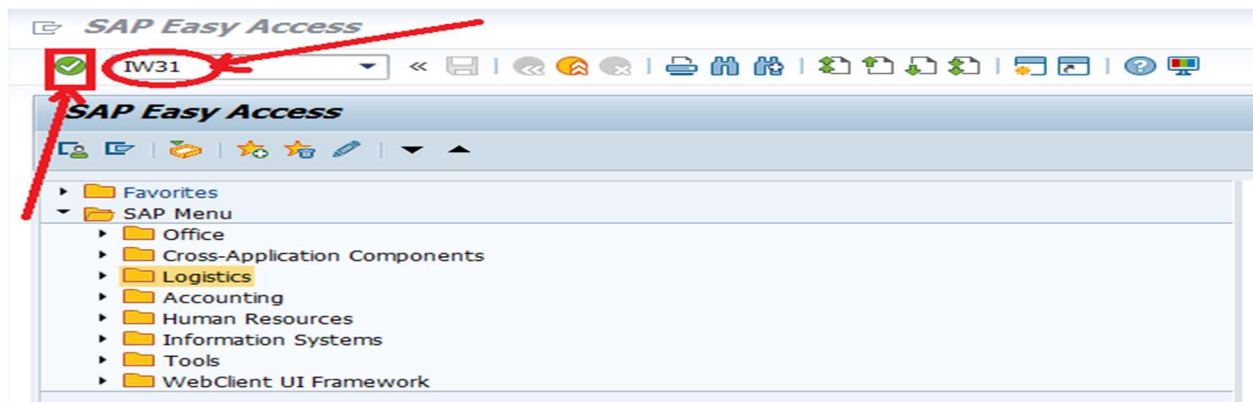 SAP Easy Access
IW31
SAP Easy Access
Favorites
SAP Menu
Office
Cross-Application Components
Logistics
Accounting
Human Resources
Information Systems
Tools
WebClient UI Framework